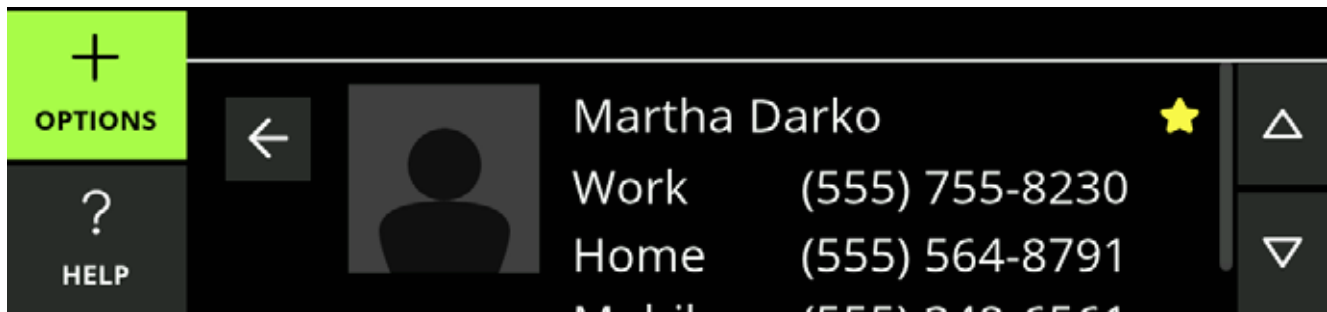 OPTIONS
?
HELP
Martha Darko
Work (555) 755-8230
Home (555) 564-8791